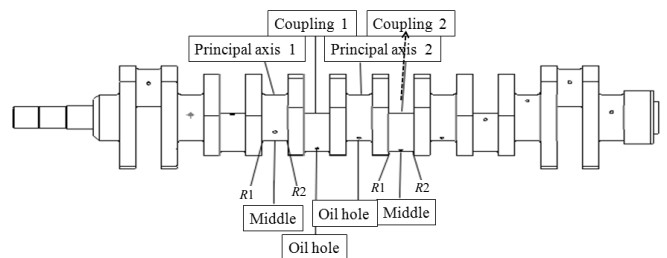 Coupling 1
Coupling 2
Principal axis 1
Principal axis 2
R1
R2
R1
R2
Middle
Oil hole
Middle
Oil hole